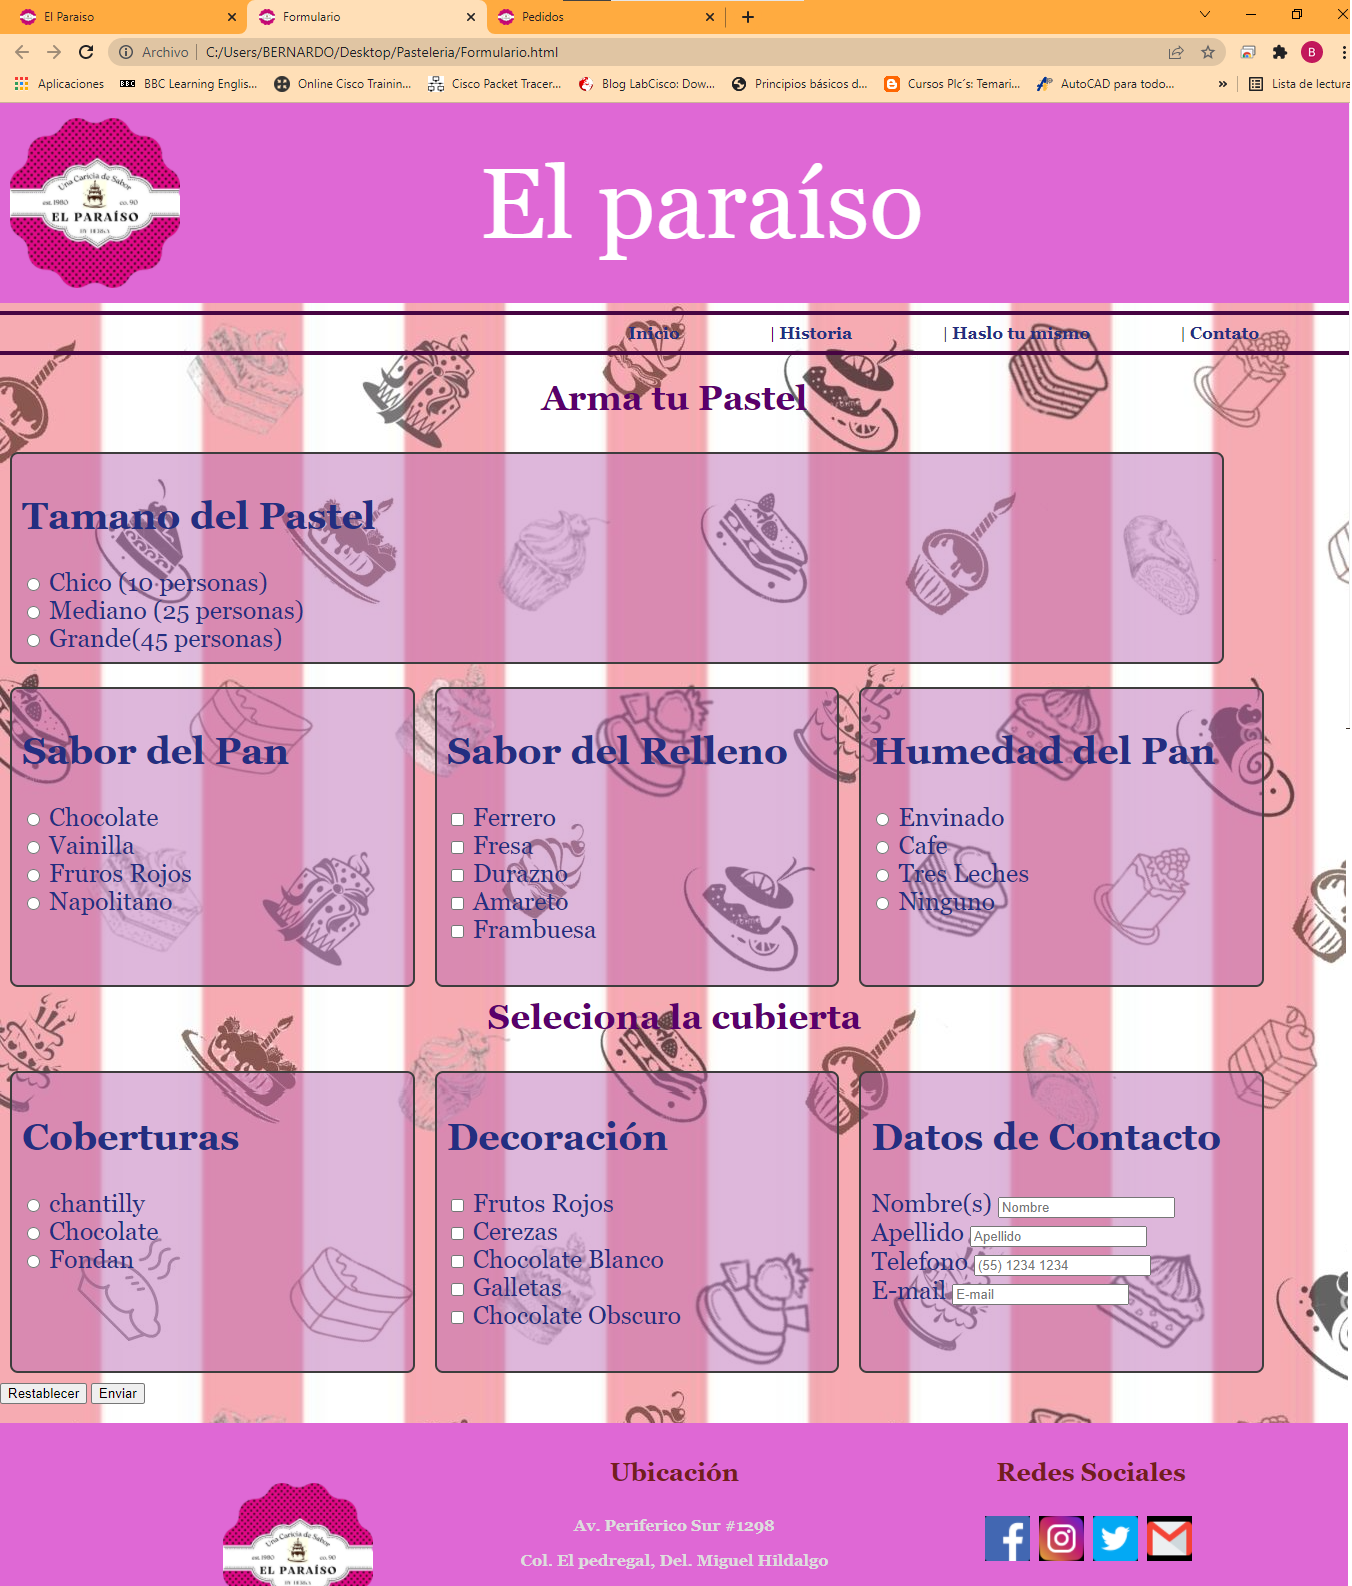 El Paraiso
Formulario
Pedidos
Archivo
C:/Users/BERNARDO/Desktop/Pasteleria/Formulario.html
B
Aplicaciones
BBC BBC Learning Englis...
Online Cisco Trainin...
Cisco Packet Tracer...
Blog LabCisco: Dow...
Principios básicos d...
Cursos Plc´s: Temari...
AutoCAD para todo...
»
Lista de lectura
Una Caricia de Sabor
est. 1980
co. 90
EL PARAÍSO
El paraíso
Inicio
| Historia
| Haslo tu mismo
| Contato
Arma tu Pastel
Tamano del Pastel
Chico (10 personas)
Mediano (25 personas)
Grande(45 personas)
Sabor del Pan
Chocolate
Vainilla
Fruros Rojos
Napolitano
Sabor del Relleno
Ferrero
Fresa
Durazno
Amareto
Frambuesa
Humedad del Pan
Envinado
Cafe
Tres Leches
Ninguno
Seleciona la cubierta
Coberturas
chantilly
Chocolate
Fondan
Decoración
Frutos Rojos
Cerezas
Chocolate Blanco
Galletas
Chocolate Obscuro
Datos de Contacto
Nombre(s) Nombre
Apellido Apellido
Telefono (55) 1234 1234
E-mail E-mail
Restablecer
Enviar
Una Caricia de Sabor
est. 1980
co. 90
EL PARAÍSO
Ubicación
Av. Periferico Sur #1298
Col. El pedregal, Del. Miguel Hildalgo
Redes Sociales